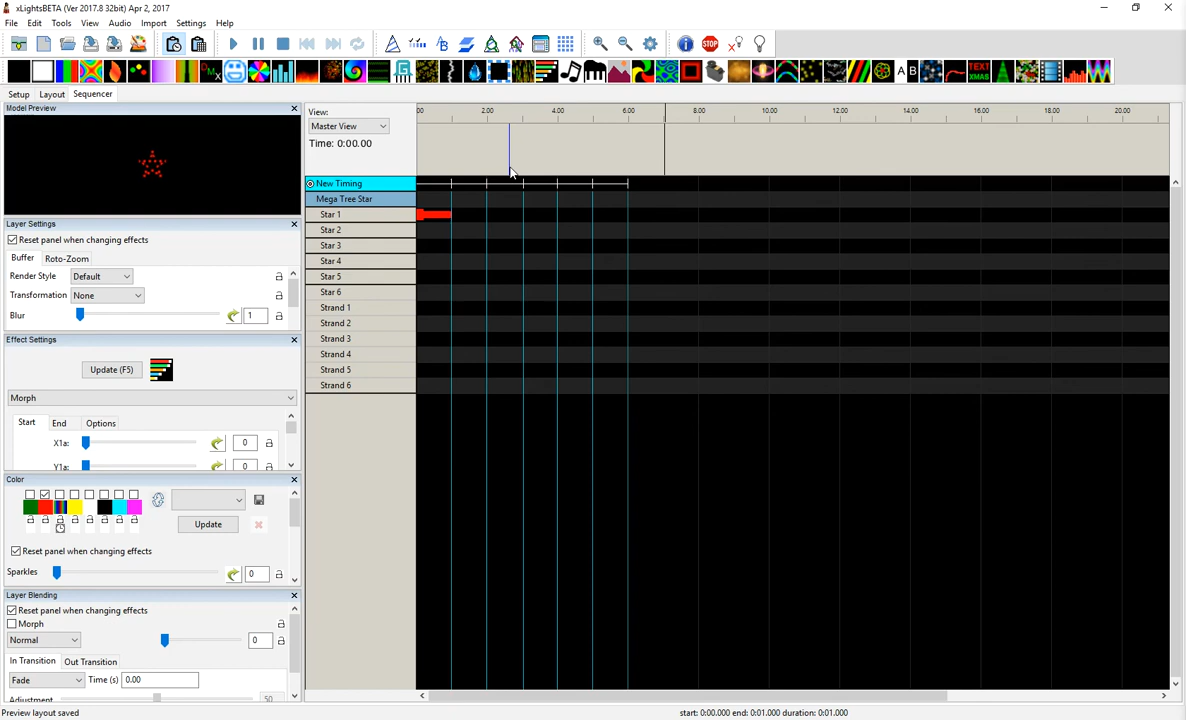 xLightsBETA (Ver 2017.8 32bit) Apr 2, 2017
File Edit Tools View Audio Import Settings Help
Setup Layout Sequencer
Model Preview
Layer Settings
Reset panel when changing effects
Buffer Roto-Zoom
Render Style Default
Transformation None
Blur 1
Effect Settings
Update (F5)
Morph
Start End Options
X1a: 0
Y1a: 0
Color
Update
Reset panel when changing effects
Sparkles 0
Layer Blending
Reset panel when changing effects
Morph
Normal 0
In Transition Out Transition
Fade Time (s) 0.00
Adjustment 50
Preview layout saved
View:
Master View
Time: 0:00.00
00 2.00 4.00 6.00 8.00 10.00 12.00 14.00 16.00 18.00 20.00
New Timing
Mega Tree Star
Star 1
Star 2
Star 3
Star 4
Star 5
Star 6
Strand 1
Strand 2
Strand 3
Strand 4
Strand 5
Strand 6
start: 0:00.000 end: 0:01.000 duration: 0:01.000